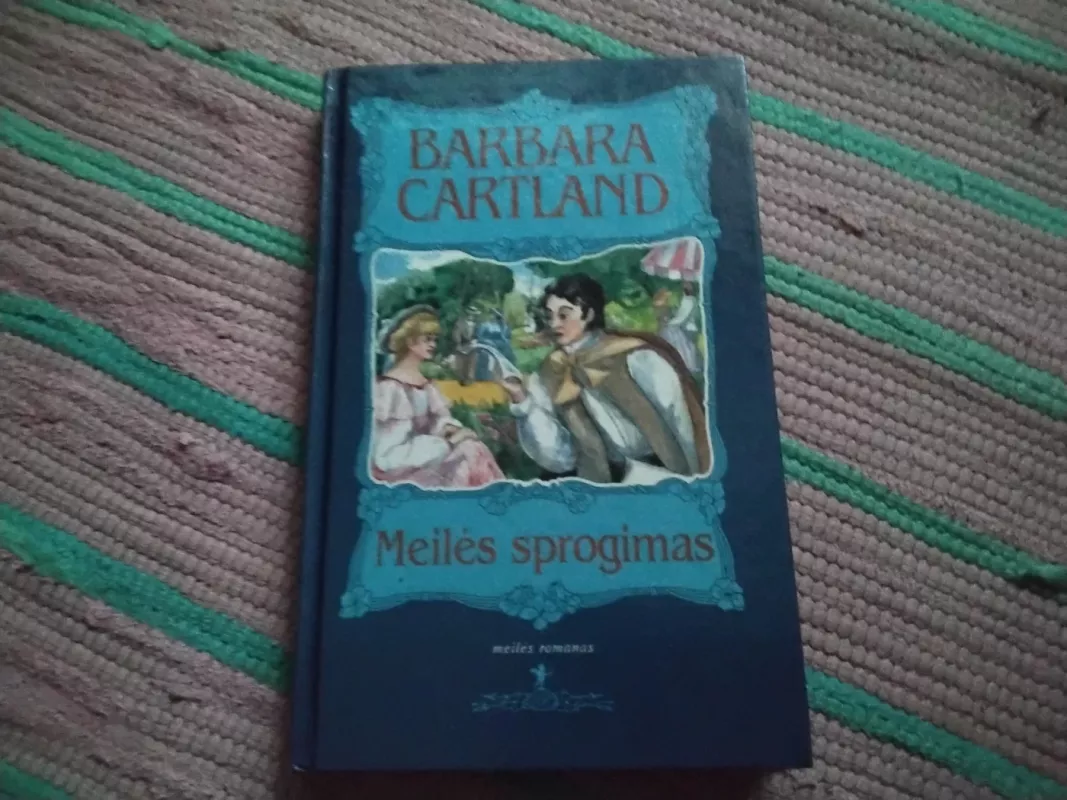 BARBARA
CARTLAND
Meilės sprogimas
meilės romanas